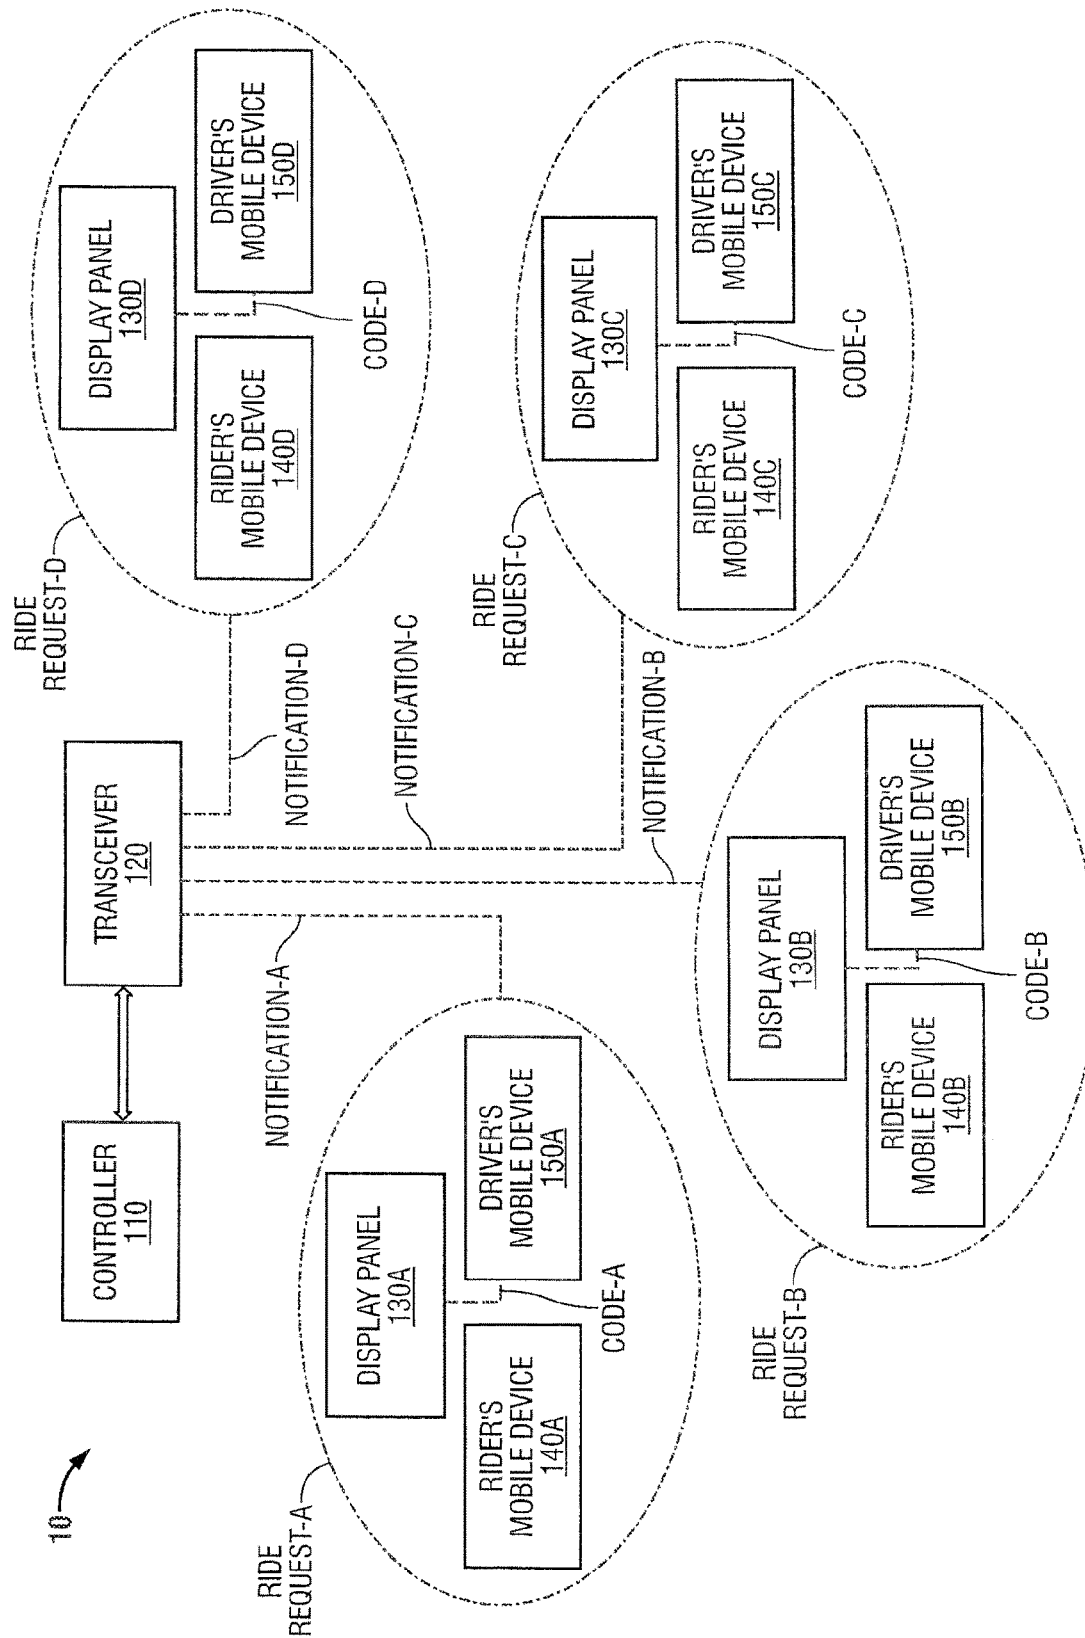 10
CONTROLLER
110
TRANSCEIVER
120
NOTIFICATION-A
NOTIFICATION-B
NOTIFICATION-C
NOTIFICATION-D
RIDE
REQUEST-A
DISPLAY PANEL
130A
RIDER'S
MOBILE DEVICE
140A
DRIVER'S
MOBILE DEVICE
150A
CODE-A
RIDE
REQUEST-B
DISPLAY PANEL
130B
RIDER'S
MOBILE DEVICE
140B
DRIVER'S
MOBILE DEVICE
150B
CODE-B
RIDE
REQUEST-C
DISPLAY PANEL
130C
RIDER'S
MOBILE DEVICE
140C
DRIVER'S
MOBILE DEVICE
150C
CODE-C
RIDE
REQUEST-D
DISPLAY PANEL
130D
RIDER'S
MOBILE DEVICE
140D
DRIVER'S
MOBILE DEVICE
150D
CODE-D